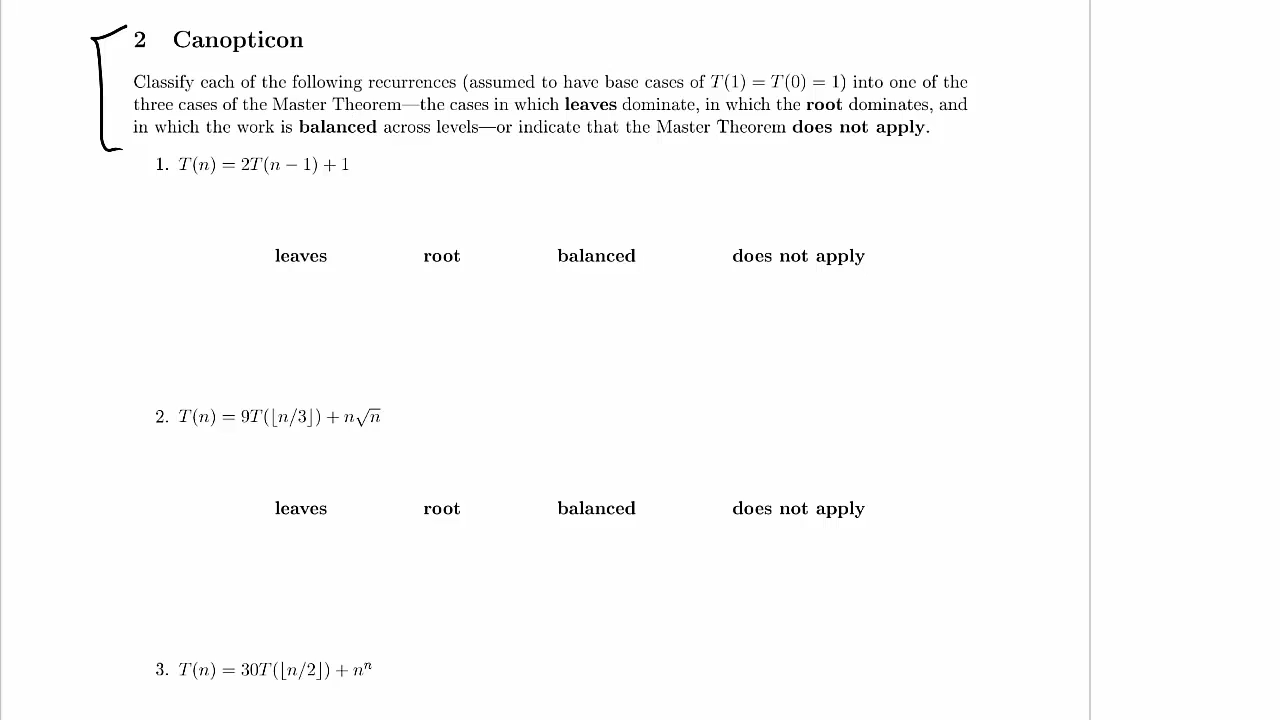 2 Canopticon
Classify each of the following recurrences (assumed to have base cases of T(1) = T(0) = 1) into one of the
three cases of the Master Theorem—the cases in which leaves dominate, in which the root dominates, and
in which the work is balanced across levels—or indicate that the Master Theorem does not apply.
1. T(n) = 2T(n − 1) + 1
leaves root balanced does not apply
2. T(n) = 9T(⌊n/3⌋) + n√n
leaves root balanced does not apply
3. T(n) = 30T(⌊n/2⌋) + nⁿ